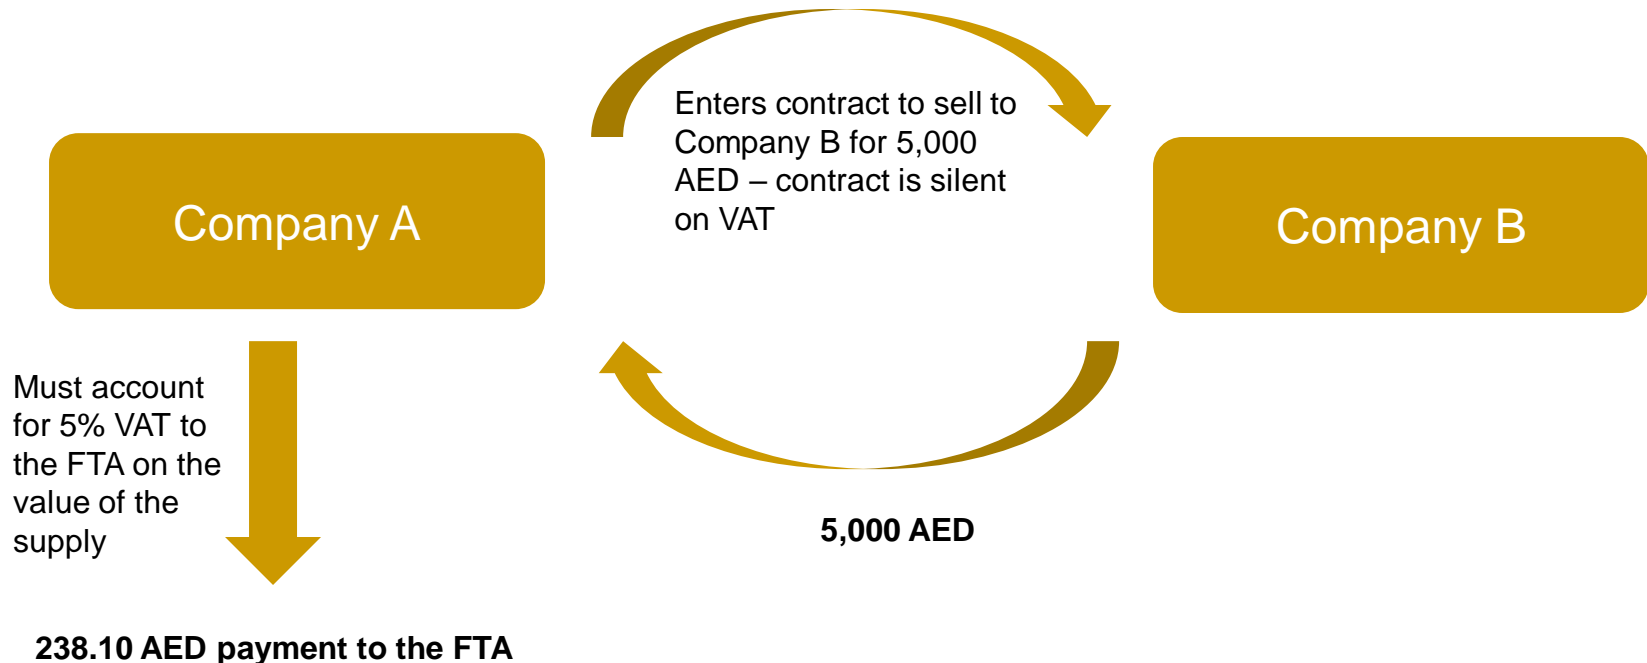 Company A
Enters contract to sell to
Company B for 5,000
AED – contract is silent
on VAT
Company B
Must account
for 5% VAT to
the FTA on the
value of the
supply
5,000 AED
238.10 AED payment to the FTA